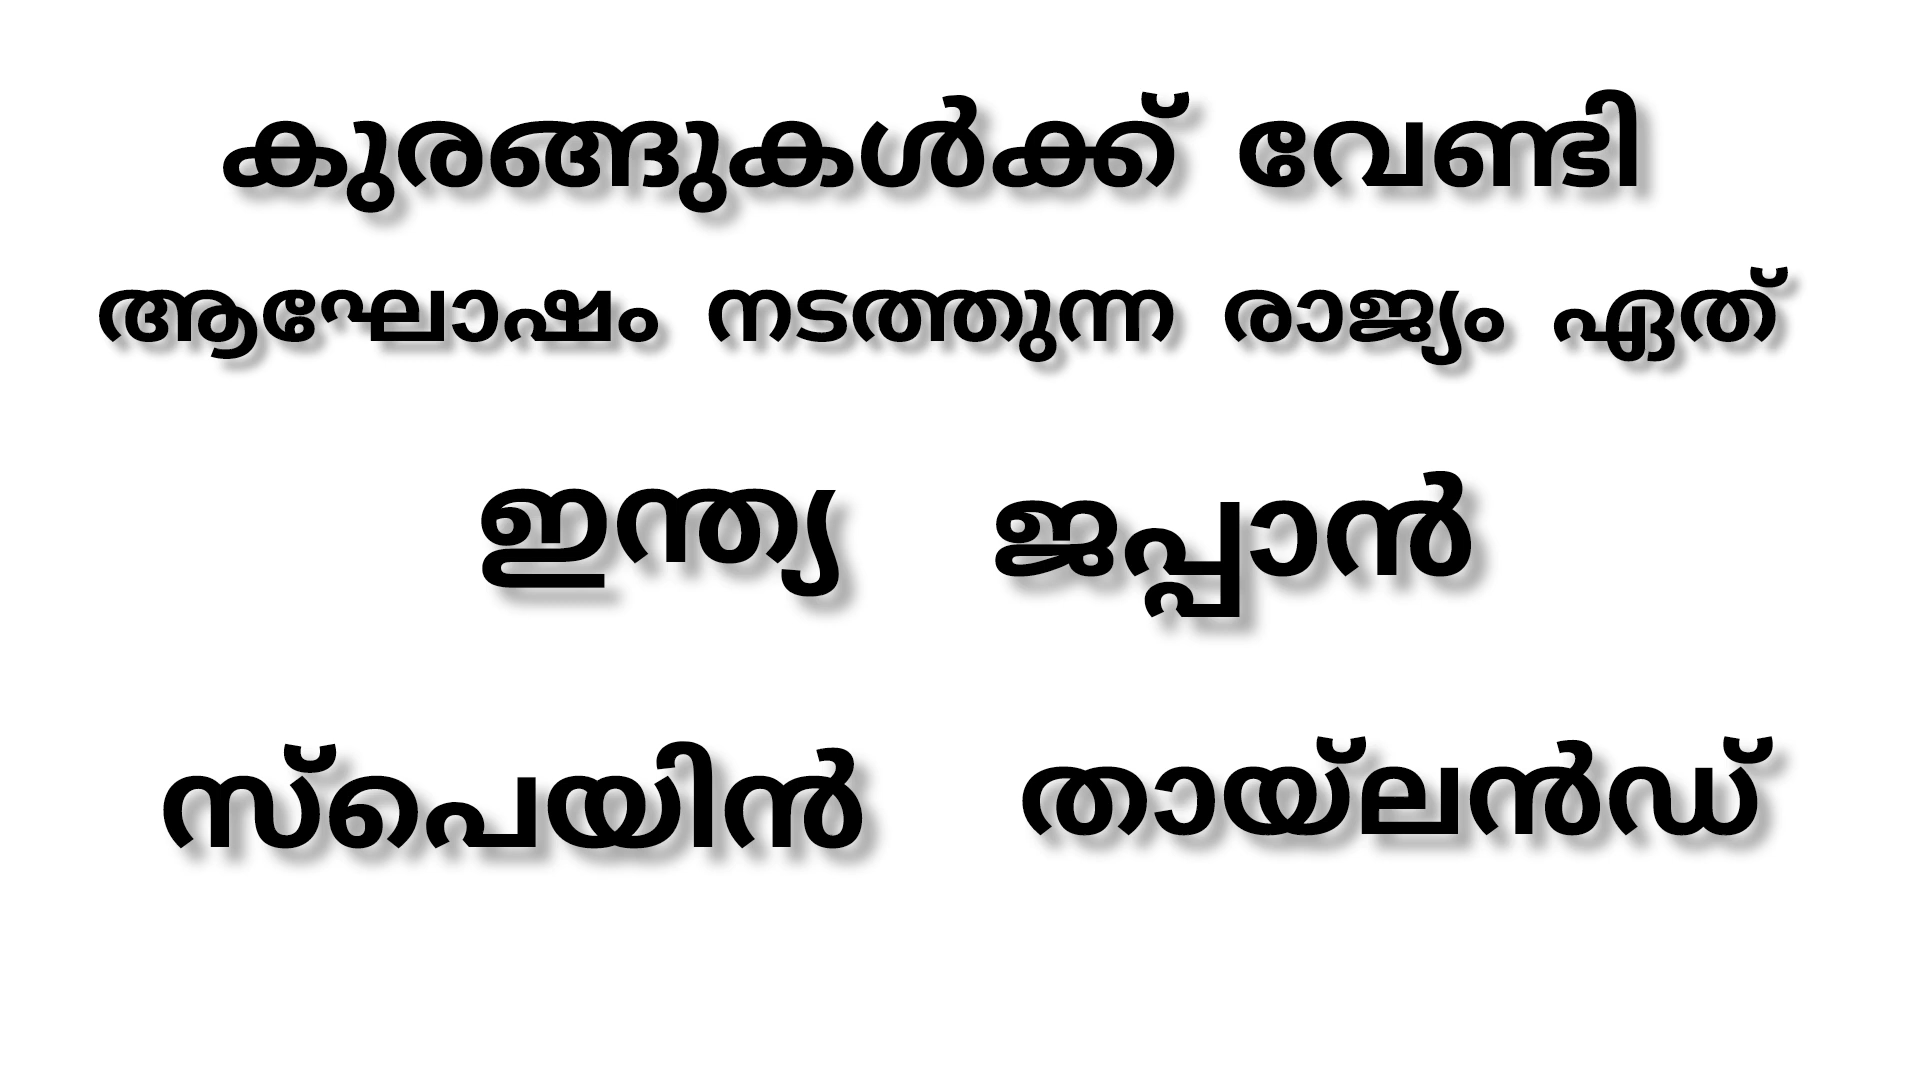 കുരങ്ങുകൾക്ക് വേണ്ടി
ആഘോഷം നടത്തുന്ന രാജ്യം ഏത്
ഇന്ത്യ ജപ്പാൻ
സ്പെയിൻ തായ്ലൻഡ്